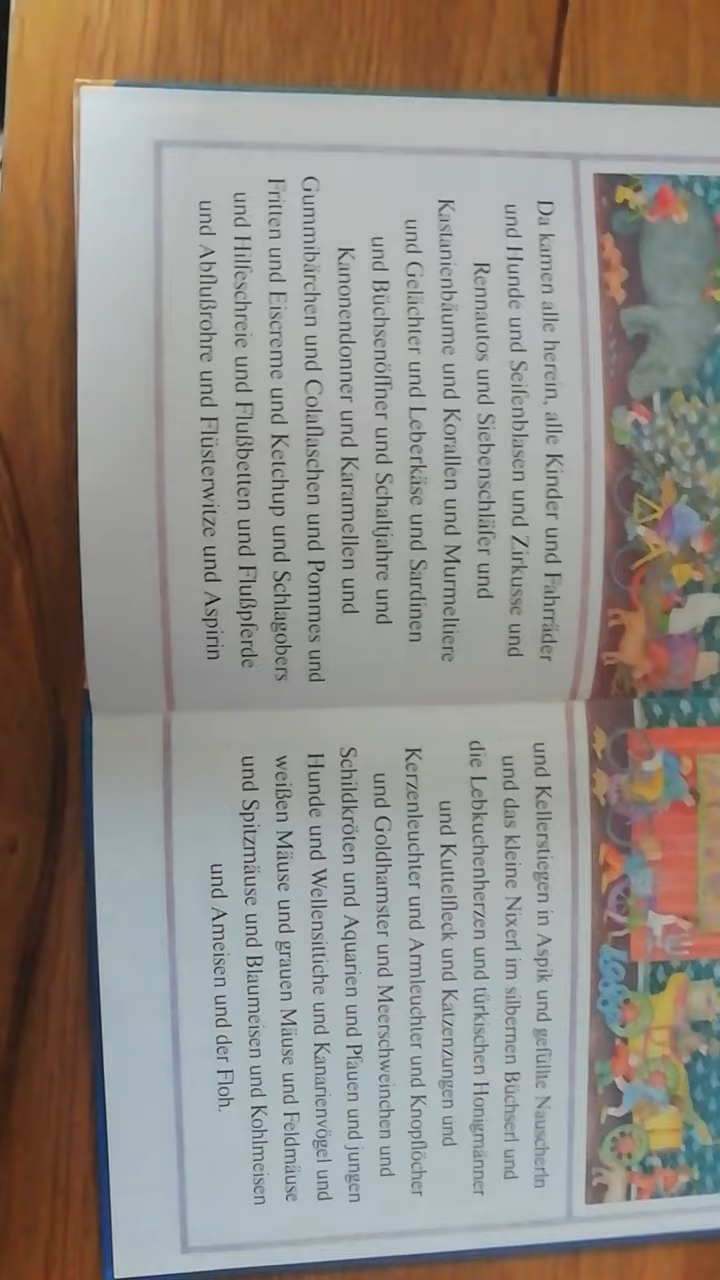 Da kamen alle herein, alle Kinder und Fahrräder
und Hunde und Seifenblasen und Zirkusse und
Rennautos und Siebenschläfer und
Kastanienbäume und Korallen und Murmeltiere
und Gelächter und Leberkäse und Sardinen
und Büchsenöffner und Schaltjahre und
Kanonendonner und Karamellen und
Gummibärchen und Colaflaschen und Pommes und
Fritten und Eiscreme und Ketchup und Schlagobers
und Hilfeschreie und Flußbetten und Flußpferde
und Abflußrohre und Flüsterwitze und Aspirin
und Kellerstiegen in Aspik und gefüllte Nauscherln
und das kleine Nixerl im silbernen Büchserl und
die Lebkuchenherzen und türkischen Honigmänner
und Kuttelfleck und Katzenzungen und
Kerzenleuchter und Armleuchter und Knopflöcher
und Goldhamster und Meerschweinchen und
Schildkröten und Aquarien und Pfauen und jungen
Hunde und Wellensittiche und Kanarienvögel und
weißen Mäuse und grauen Mäuse und Feldmäuse
und Spitzmäuse und Blaumeisen und Kohlmeisen
und Ameisen und der Floh.